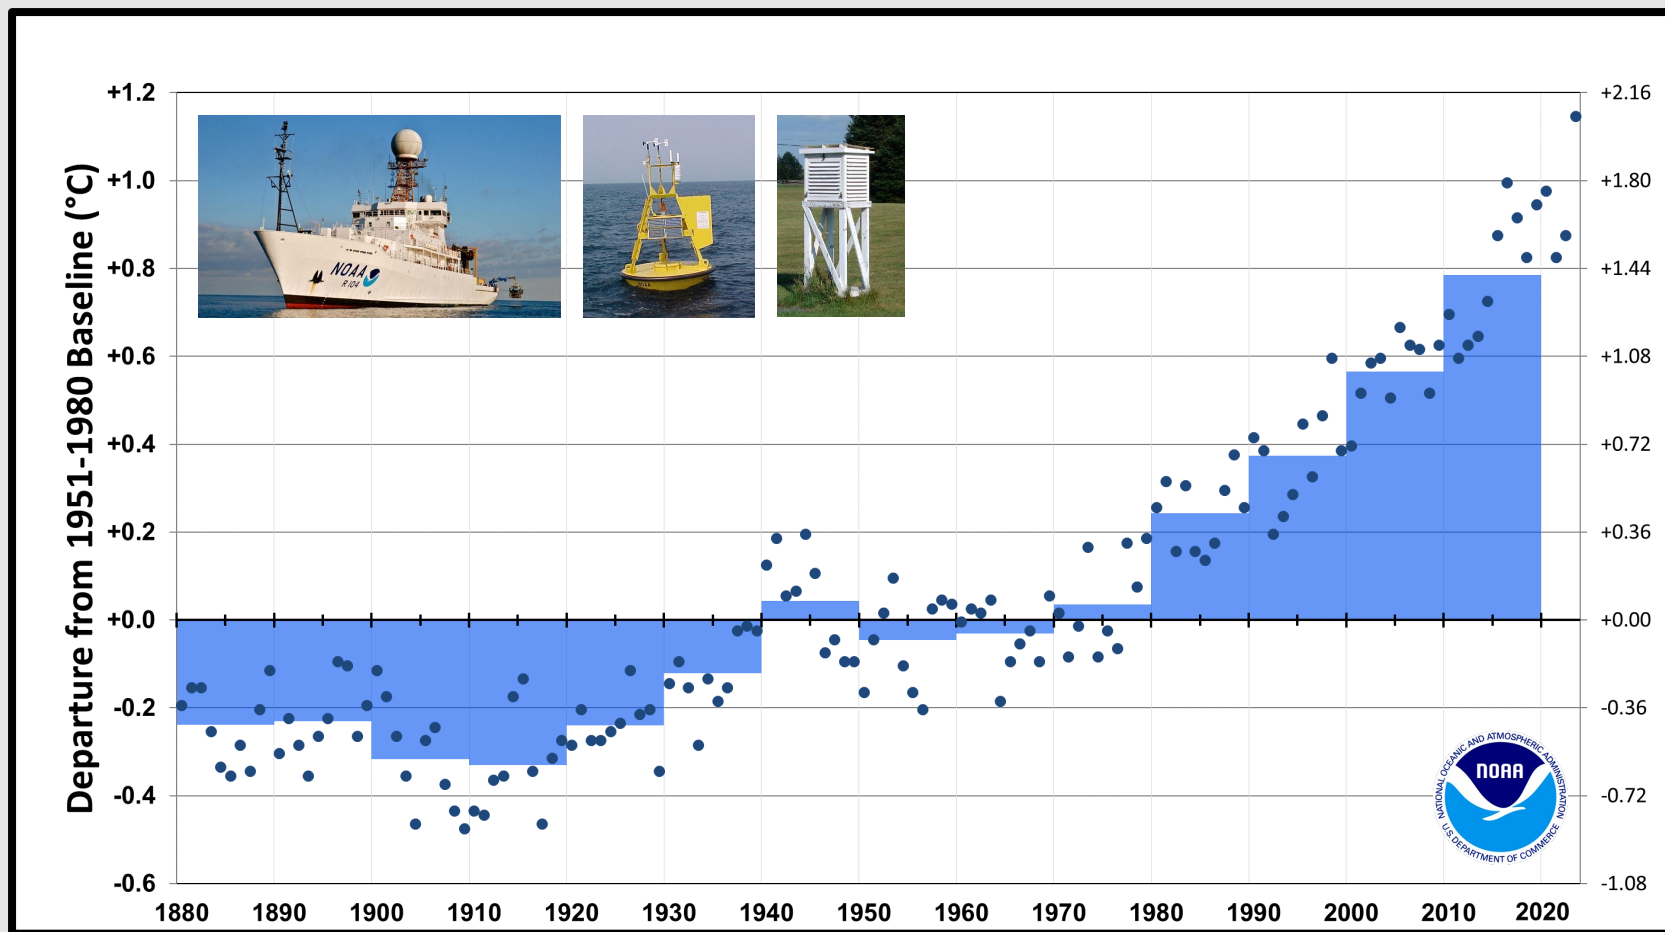 Departure from 1951-1980 Baseline (°C)
+1.2
+1.0
+0.8
+0.6
+0.4
+0.2
+0.0
-0.2
-0.4
-0.6
+2.16
+1.80
+1.44
+1.08
+0.72
+0.36
+0.00
-0.36
-0.72
-1.08
1880 1890 1900 1910 1920 1930 1940 1950 1960 1970 1980 1990 2000 2010 2020
NOAA
R 104
NOAA
NATIONAL OCEANIC AND ATMOSPHERIC ADMINISTRATION
NOAA
U.S. DEPARTMENT OF COMMERCE